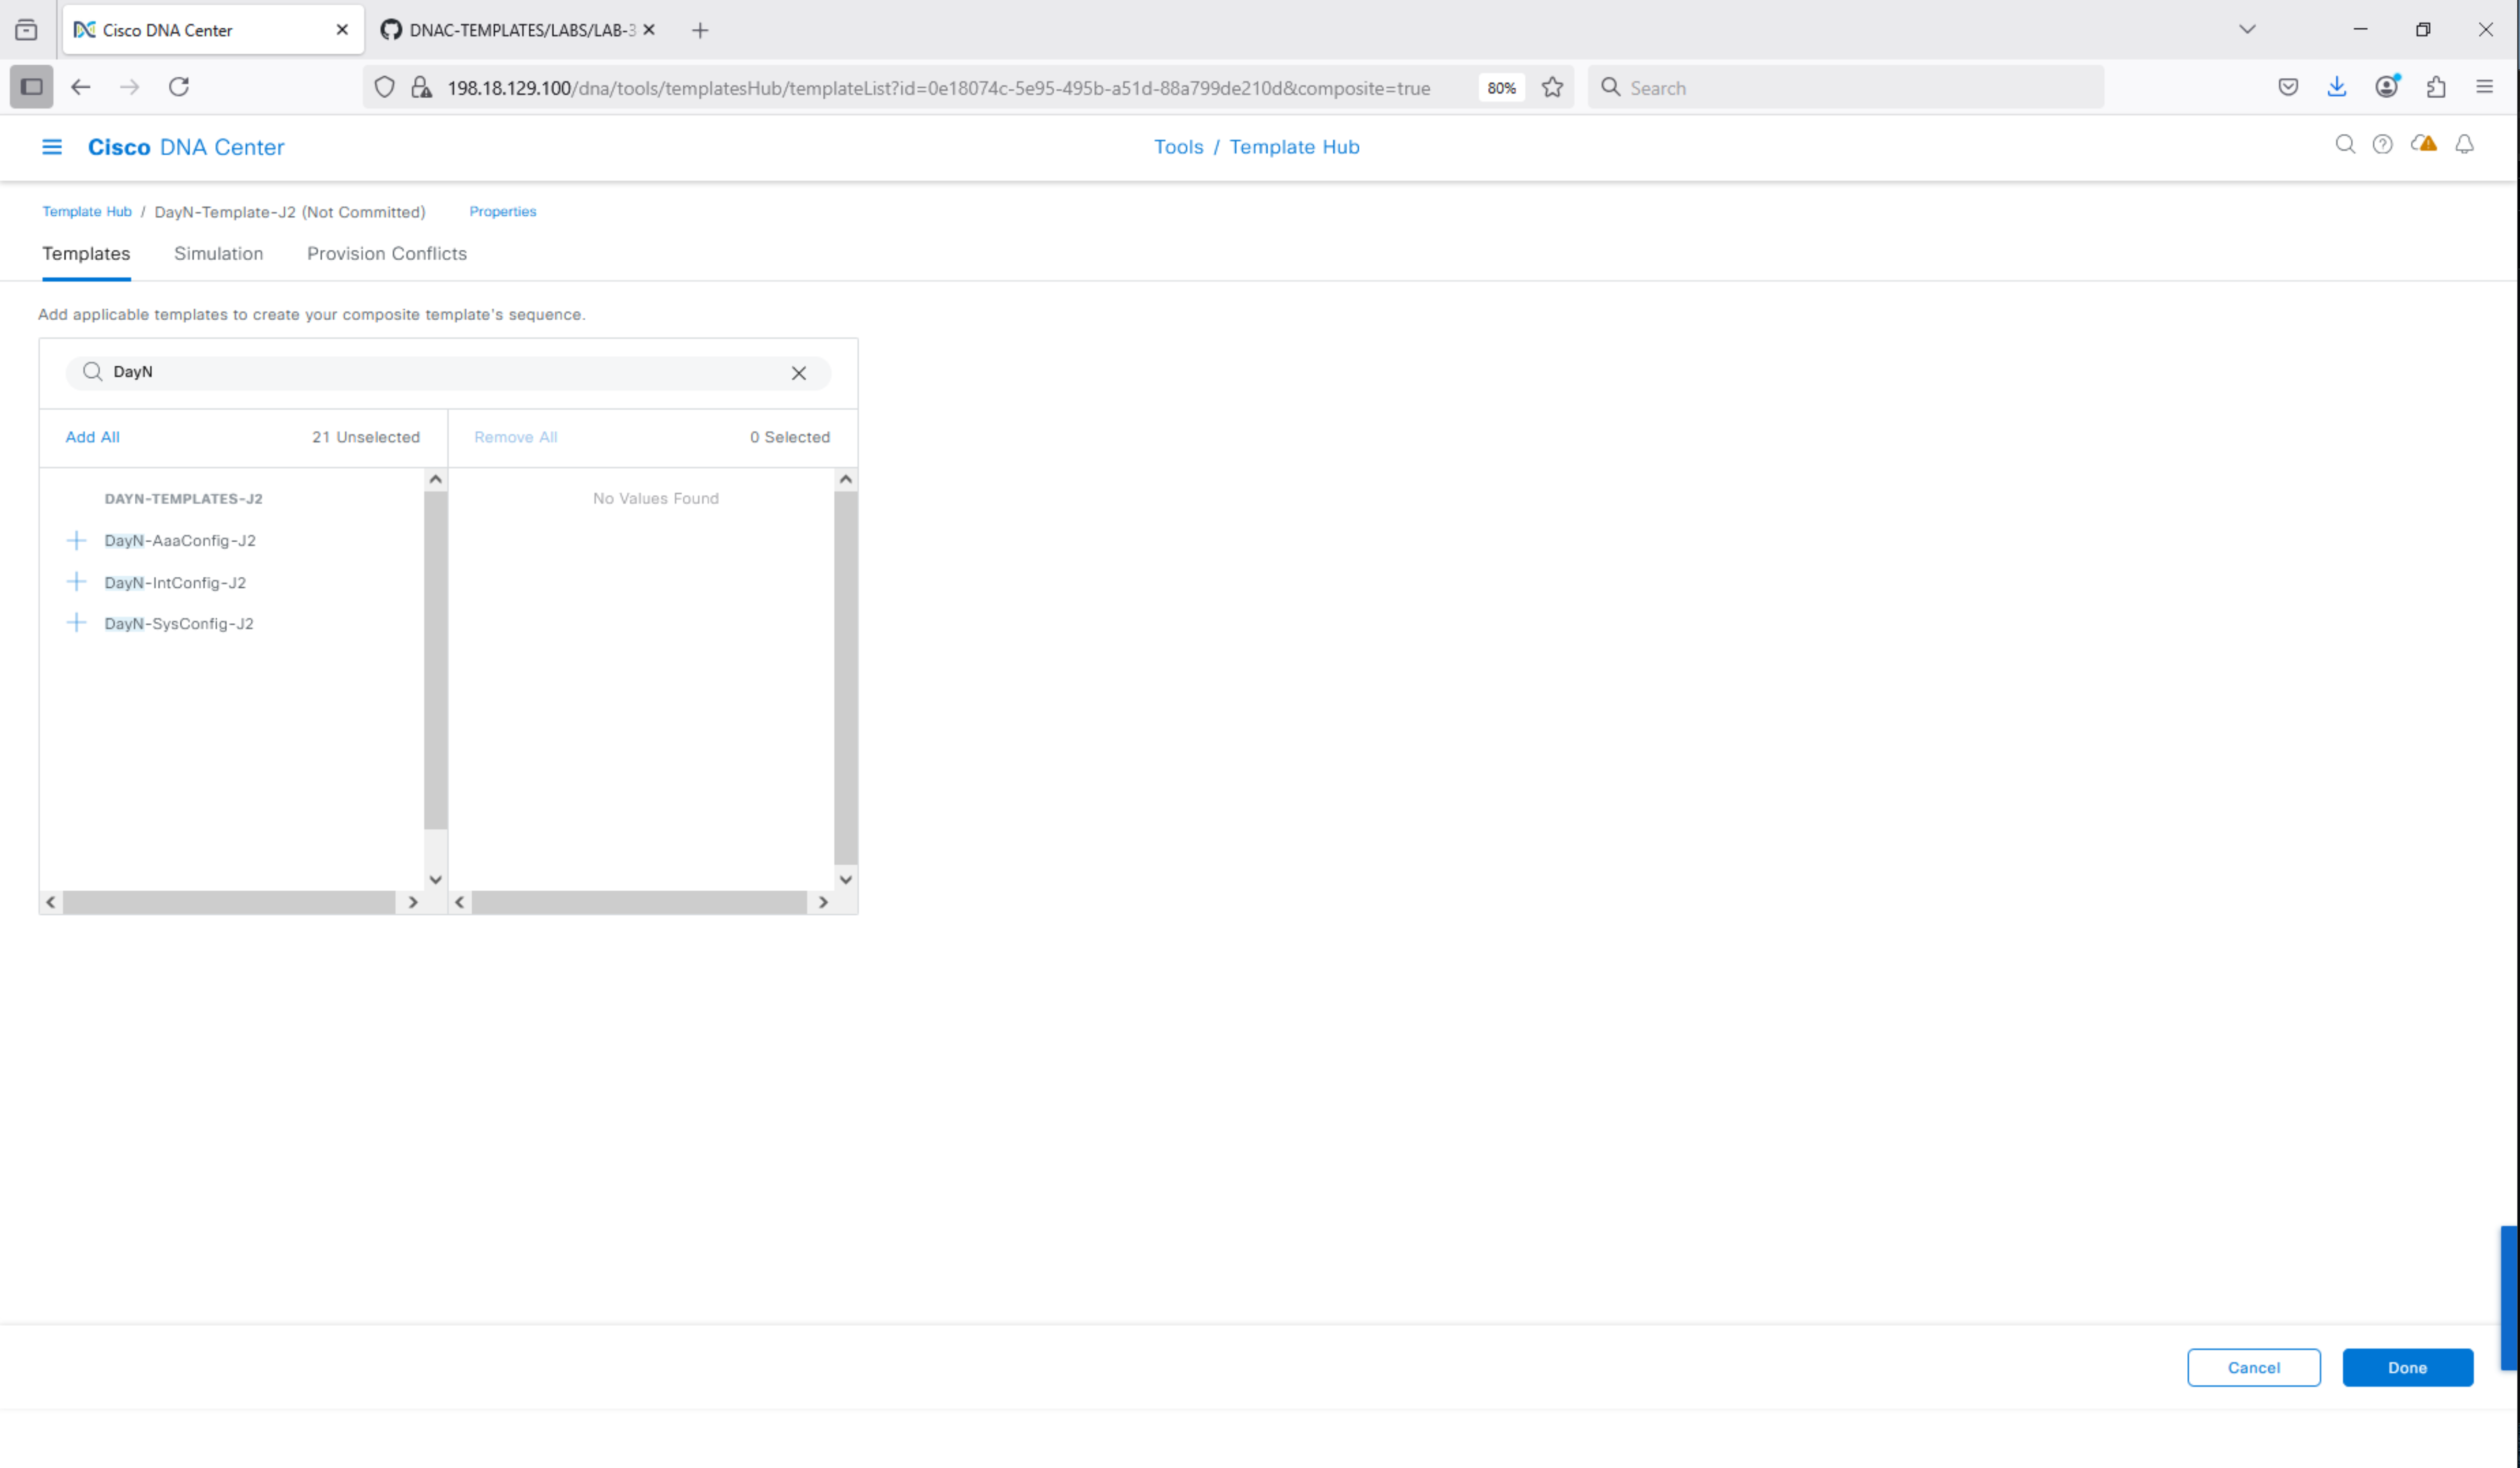 Cisco DNA Center
DNAC-TEMPLATES/LABS/LAB-3
198.18.129.100/dna/tools/templatesHub/templateList?id=0e18074c-5e95-495b-a51d-88a799de210d&composite=true
80%
Search
Cisco DNA Center
Tools / Template Hub
Template Hub / DayN-Template-J2 (Not Committed)
Properties
Templates
Simulation
Provision Conflicts
Add applicable templates to create your composite template's sequence.
DayN
Add All
21 Unselected
Remove All
0 Selected
DAYN-TEMPLATES-J2
DayN-AaaConfig-J2
DayN-IntConfig-J2
DayN-SysConfig-J2
No Values Found
Cancel
Done